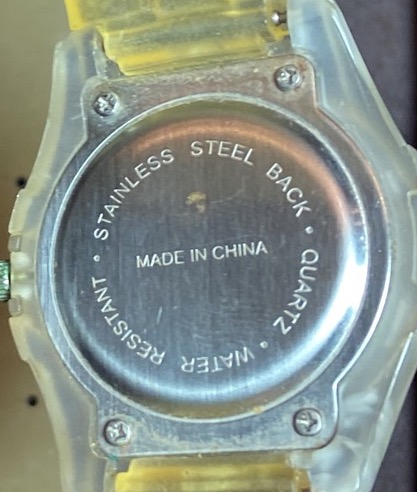 STAINLESS STEEL BACK • QUARTZ • WATER RESISTANT •
MADE IN CHINA